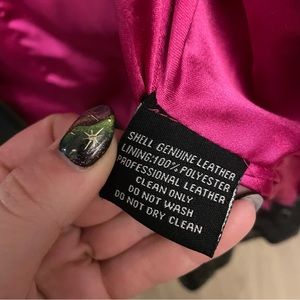 SHELL GENUINE LEATHER
LINING:100% POLYESTER
PROFESSIONAL LEATHER
CLEAN ONLY
DO NOT WASH
DO NOT DRY CLEAN